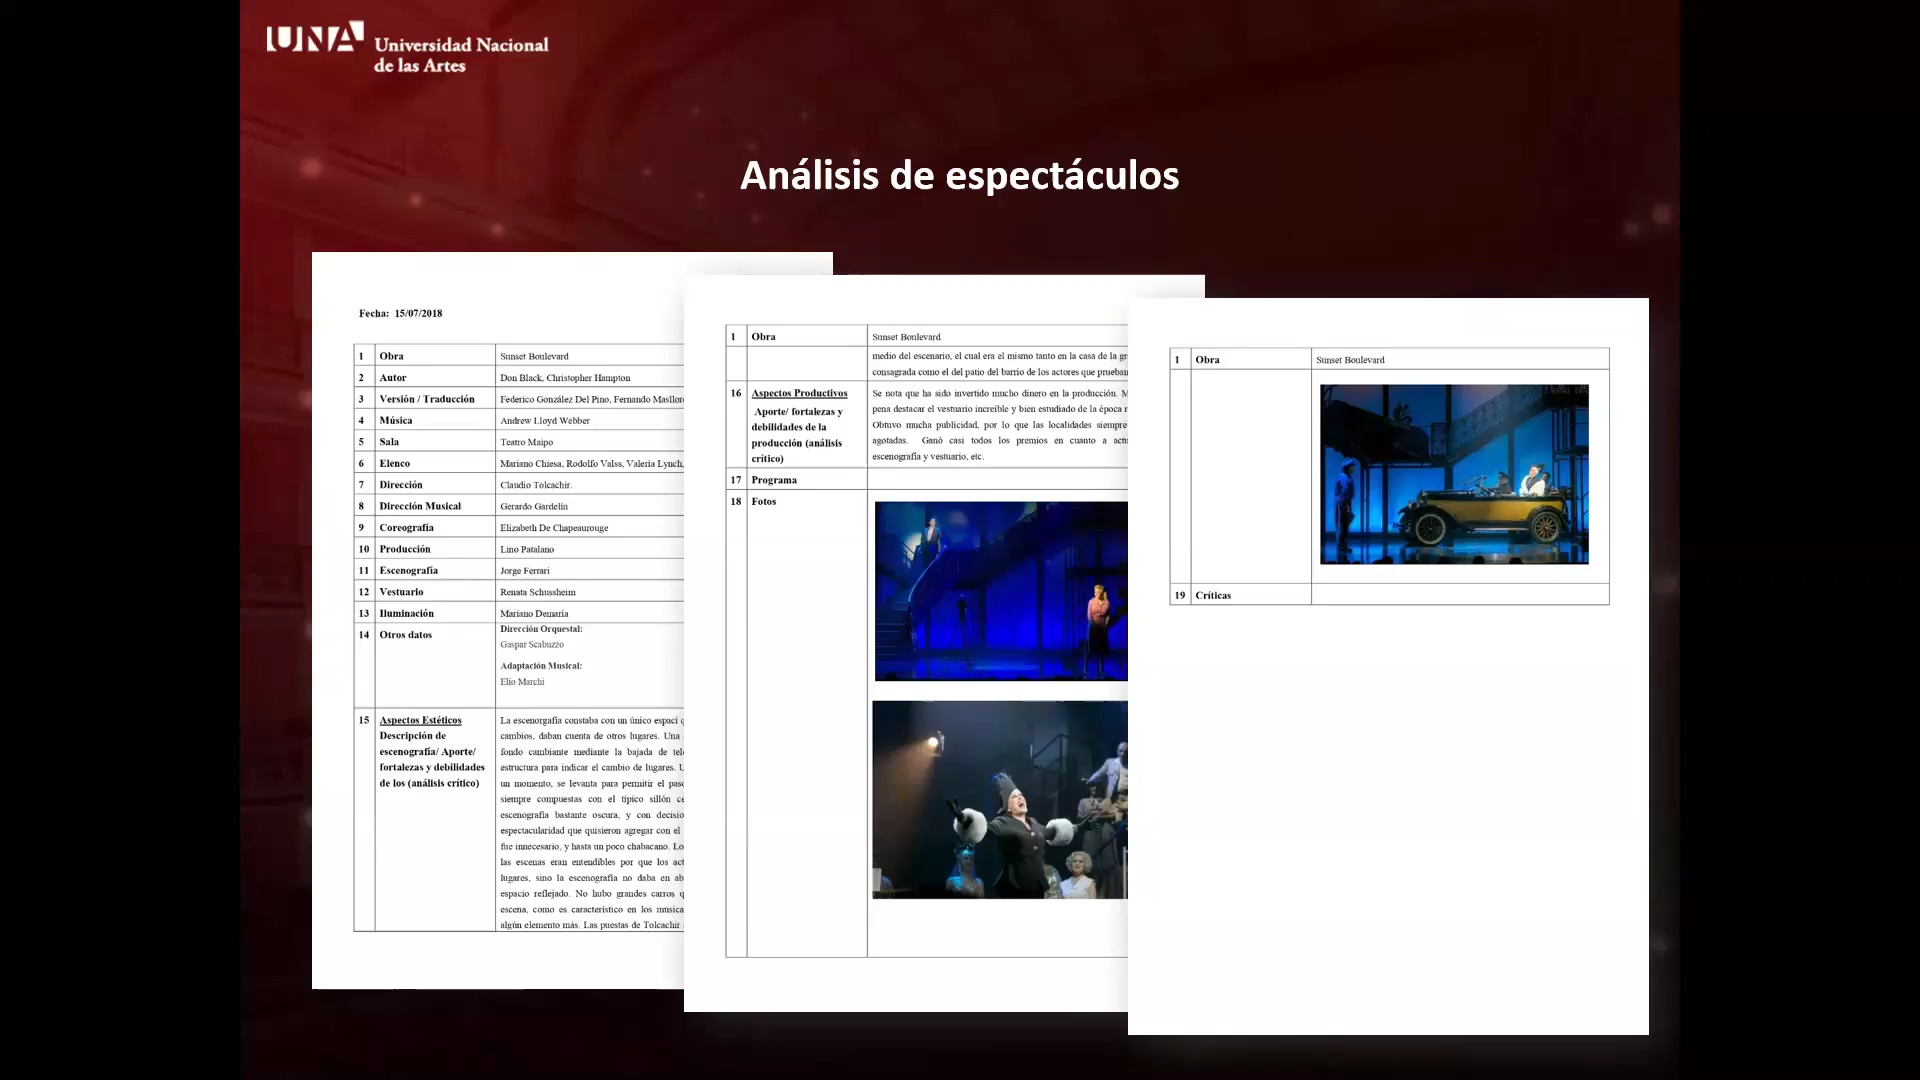 UNA Universidad Nacional
de las Artes
Análisis de espectáculos
Fecha: 15/07/2018
1 Obra Sunset Boulevard
2 Autor Don Black, Christopher Hampton
3 Versión / Traducción Federico González Del Pino, Fernando Masllore
4 Música Andrew Lloyd Webber
5 Sala Teatro Maipo
6 Elenco Mariano Chiesa, Rodolfo Valss, Valeria Lynch,
7 Dirección Claudio Tolcachir.
8 Dirección Musical Gerardo Gardelin
9 Coreografía Elizabeth De Chapeaurouge
10 Producción Lino Patalano
11 Escenografía Jorge Ferrari
12 Vestuario Renata Schussheim
13 Iluminación Mariano Demaría
14 Otros datos Dirección Orquestal:
Gaspar Scabuzzo
Adaptación Musical:
Elio Marchi
15 Aspectos Estéticos La escenorgafía constaba con un único espaci
Descripción de cambios, daban cuenta de otros lugares. Una
escenografía/ Aporte/ fondo cambiante mediante la bajada de
fortalezas y debilidades estructura para indicar el cambio de lugares.
de los (análisis crítico) un momento, se levanta para permitir el
siempre compuestas con el típico sillón
escenografía bastante oscura, y con
espectacularidad que quisieron agregar con el
fue innecesario, y hasta un poco chabacano.
las escenas eran entendibles por que los
lugares, sino la escenografía no daba en
espacio reflejado. No hubo grandes carros
escena, como es característico en los
algún elemento más. Las puestas de Tolcachir
1 Obra Sunset Boulevard
medio del escenario, el cual era el mismo tanto en la casa de la
consagrada como el del patio del barrio de los actores que
16 Aspectos Productivos Se nota que ha sido invertido mucho dinero en la producción. M
Aporte/ fortalezas y pena destacar el vestuario increíble y bien estudiado de la época
debilidades de la Obtuvo mucha publicidad, por lo que las localidades siempre
producción (análisis agotadas. Ganó casi todos los premios en cuanto a
crítico) escenografía y vestuario, etc.
17 Programa
18 Fotos
1 Obra Sunset Boulevard
19 Críticas